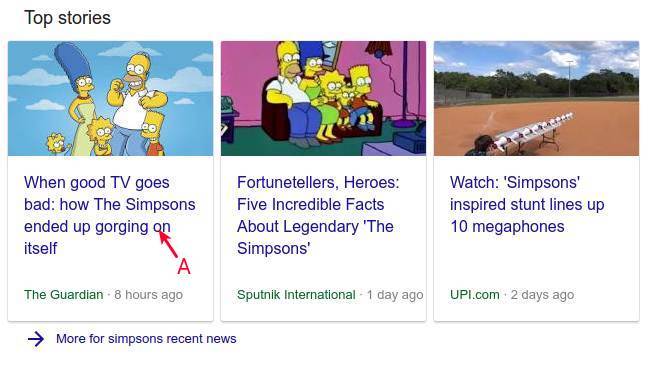 Top stories
When good TV goes
bad: how The Simpsons
ended up gorging on
itself
A
The Guardian · 8 hours ago
Fortunetellers, Heroes:
Five Incredible Facts
About Legendary 'The
Simpsons'
Sputnik International · 1 day ago
Watch: 'Simpsons'
inspired stunt lines up
10 megaphones
UPI.com · 2 days ago
More for simpsons recent news